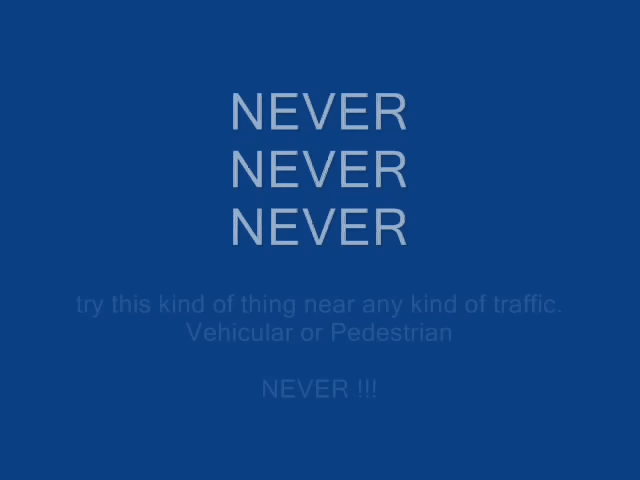 NEVER
NEVER
NEVER
try this kind of thing near any kind of traffic.
Vehicular or Pedestrian
NEVER !!!